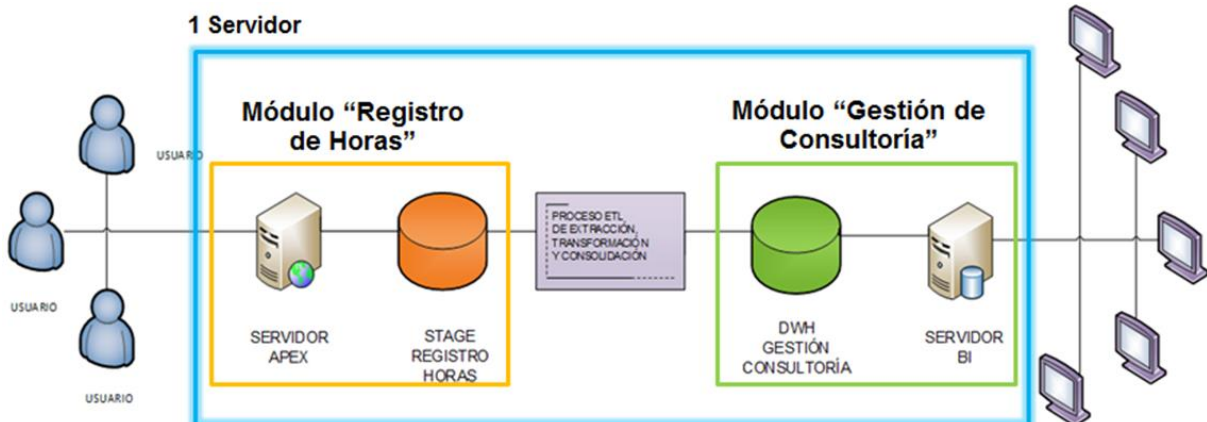 1 Servidor
Módulo “Registro
de Horas”
Módulo “Gestión de
Consultoría”
USUARIO
USUARIO
USUARIO
PROCESO ETL
DE EXTRACCIÓN,
TRANSFORMACIÓN
Y CONSOLIDACIÓN
SERVIDOR
APEX
STAGE
REGISTRO
HORAS
DWH
GESTIÓN
CONSULTORÍA
SERVIDOR
BI